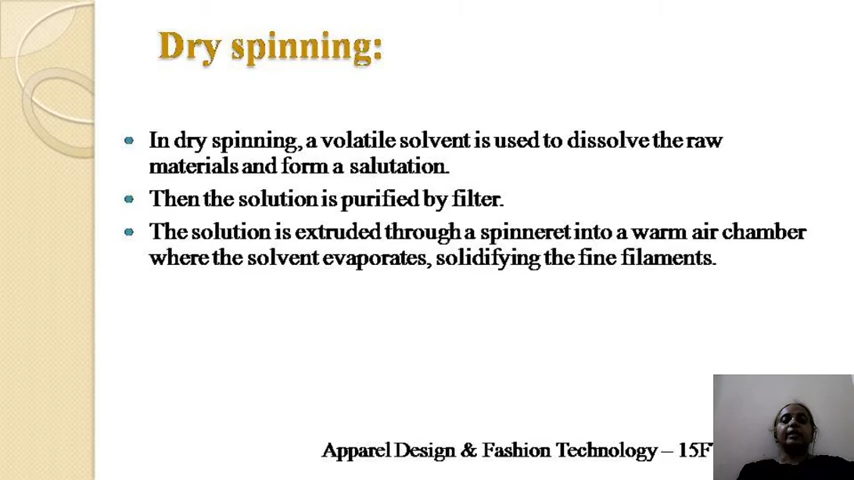 Dry spinning:
In dry spinning, a volatile solvent is used to dissolve the raw
materials and form a salutation.
Then the solution is purified by filter.
The solution is extruded through a spinneret into a warm air chamber
where the solvent evaporates, solidifying the fine filaments.
Apparel Design & Fashion Technology – 15F